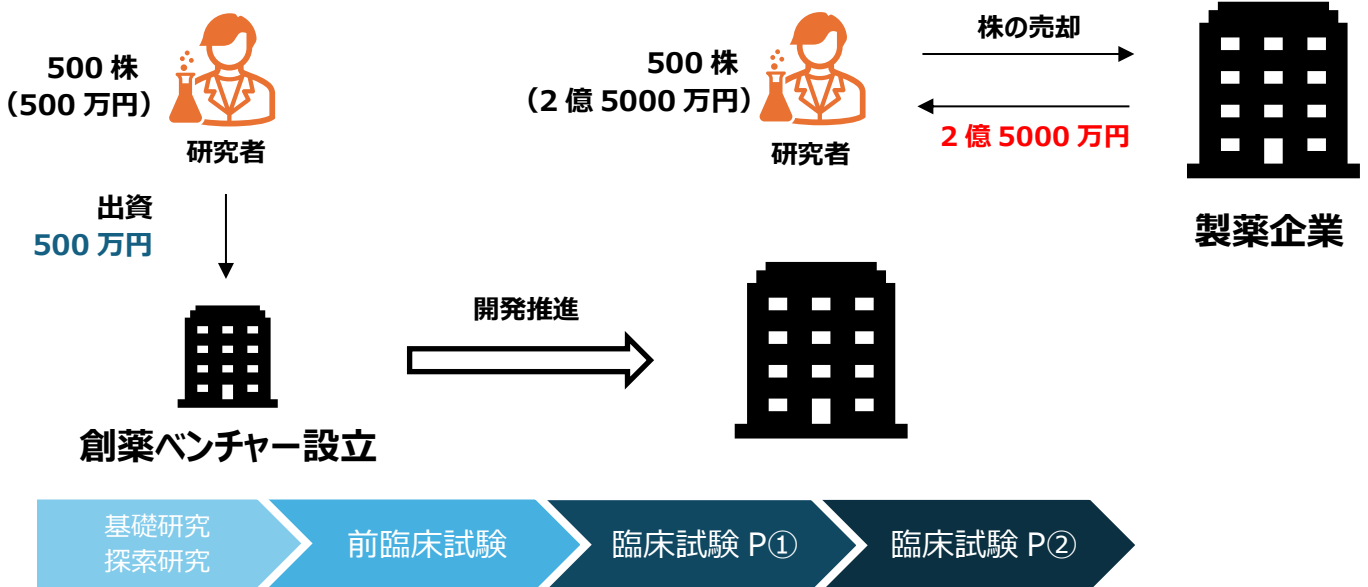 500 株
（500 万円）
研究者
出資
500 万円
創薬ベンチャー設立
開発推進
500 株
（2 億 5000 万円）
研究者
株の売却
2 億 5000 万円
製薬企業
基礎研究
探索研究
前臨床試験
臨床試験 P①
臨床試験 P②